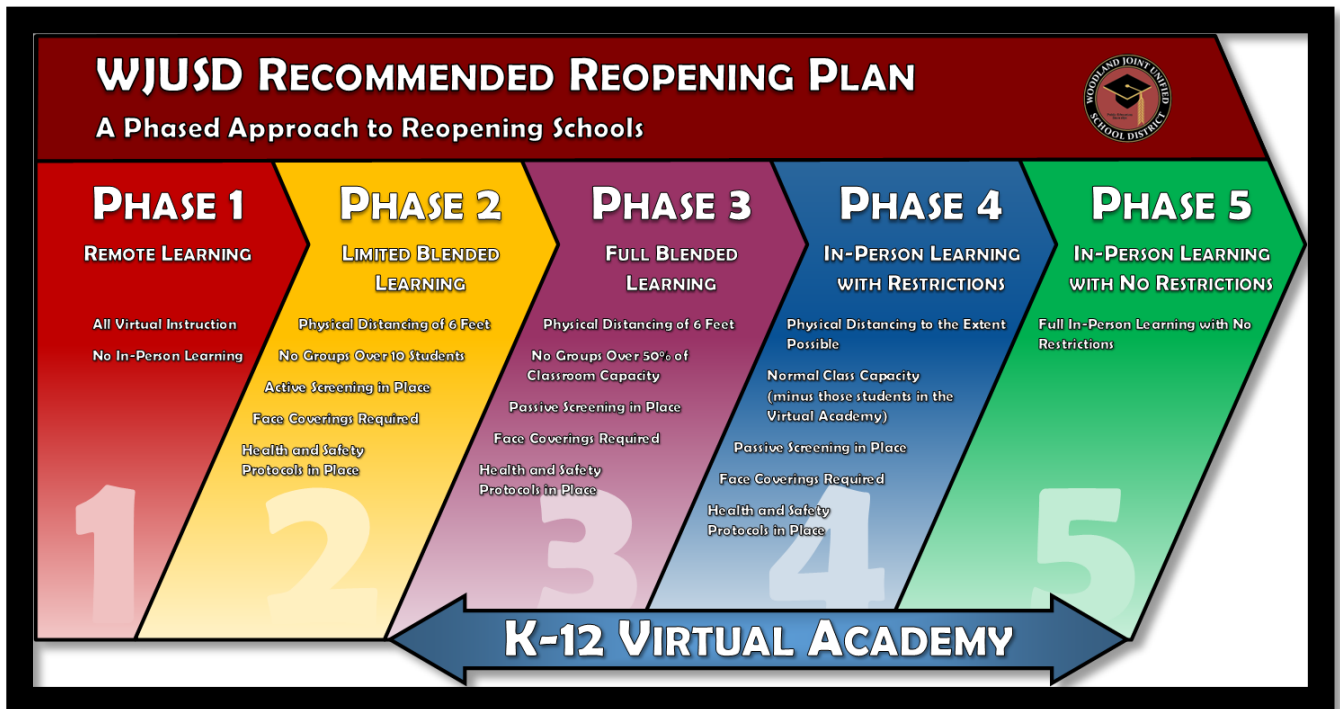 WJUSD Recommended Reopening Plan
A Phased Approach to Reopening Schools
WOODLAND JOINT UNIFIED
SCHOOL DISTRICT
Phase 1
Remote Learning
All Virtual Instruction
No In-Person Learning
1
Phase 2
Limited Blended
Learning
Physical Distancing of 6 Feet
No Groups Over 10 Students
Active Screening in Place
Face Coverings Required
Health and Safety
Protocols in Place
2
Phase 3
Full Blended
Learning
Physical Distancing of 6 Feet
No Groups Over 50% of
Classroom Capacity
Passive Screening in Place
Face Coverings Required
Health and Safety
Protocols in Place
3
Phase 4
In-Person Learning
with Restrictions
Physical Distancing to the Extent
Possible
Normal Class Capacity
(minus those students in the
Virtual Academy)
Passive Screening in Place
Face Coverings Required
Health and Safety
Protocols in Place
4
Phase 5
In-Person Learning
with No Restrictions
Full In-Person Learning with No
Restrictions
5
K-12 Virtual Academy